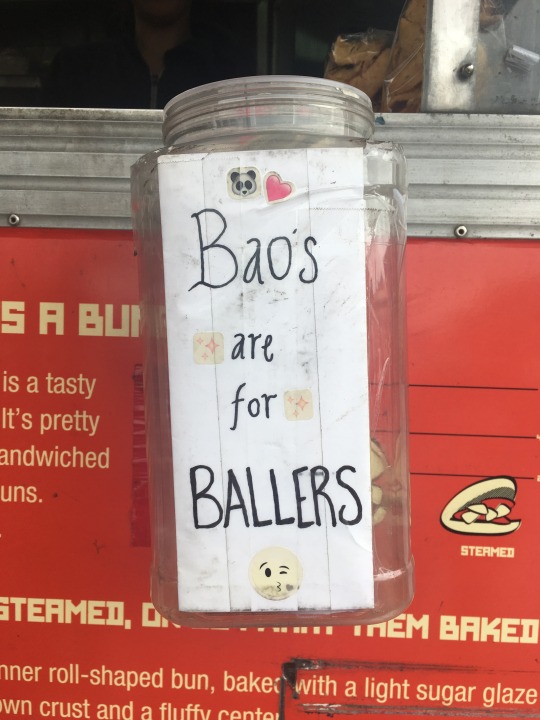 Bao's
are
for
BALLERS
S A BU
is a tasty
It's pretty
andwiched
uns.
STEAMED
STEAMED, THEM BAKED
nner roll-shaped bun, baked with a light sugar glaze
own crust and a fluffy center